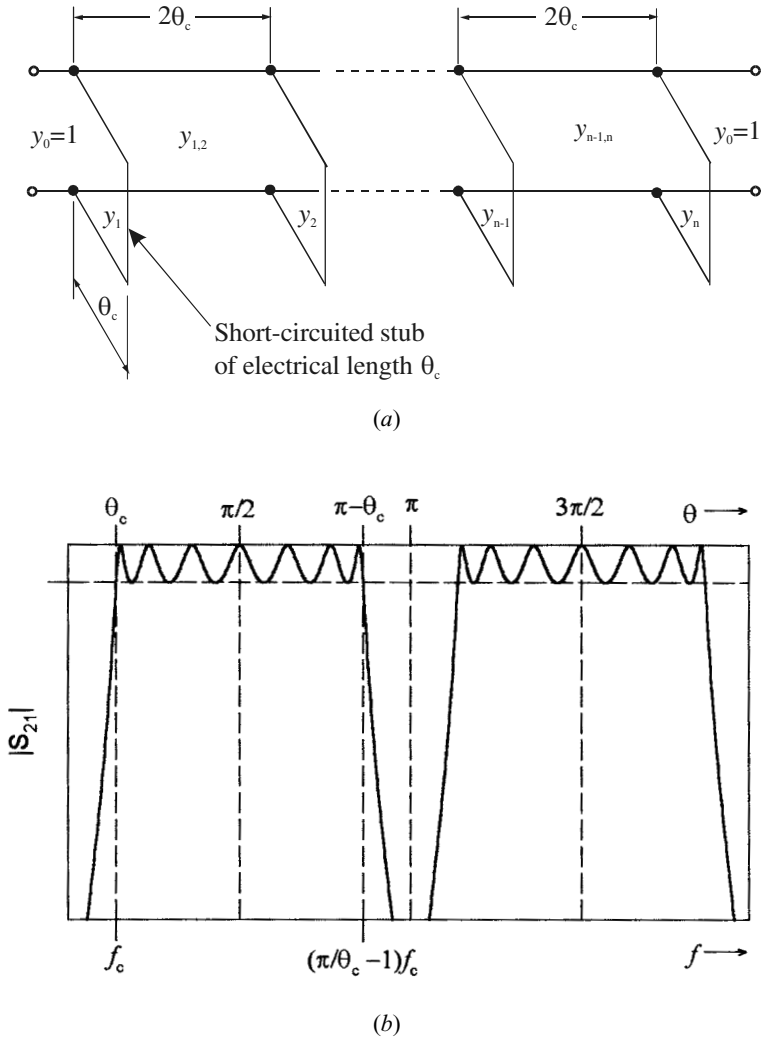 2θc 2θc
y0=1 y1,2 yn-1,n y0=1
y1 y2 yn-1 yn
θc
Short-circuited stub
of electrical length θc
(a)
θc π/2 π−θc π 3π/2 θ
|S21|
fc (π/θc −1)fc f
(b)